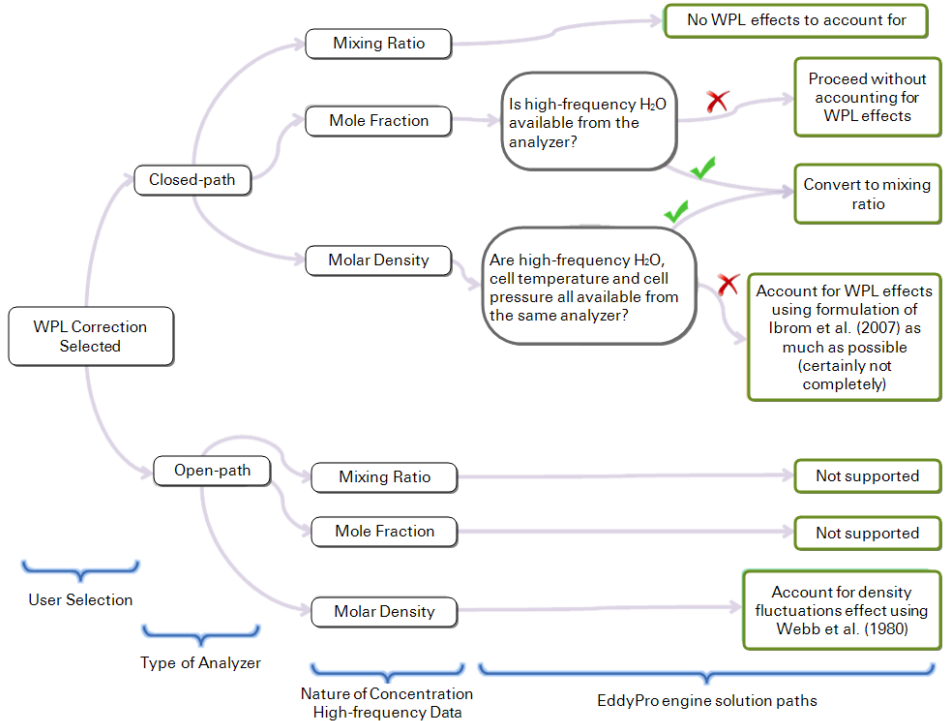 No WPL effects to account for
Mixing Ratio
Proceed without
accounting for
WPL effects
Is high-frequency H₂O
available from the
analyzer?
Mole Fraction
Closed-path
Convert to mixing
ratio
Molar Density
Are high-frequency H₂O,
cell temperature and cell
pressure all available from
the same analyzer?
Account for WPL effects
using formulation of
Ibrom et al. (2007) as
much as possible
(certainly not
completely)
WPL Correction
Selected
Open-path
Mixing Ratio
Not supported
Mole Fraction
Not supported
Molar Density
Account for density
fluctuations effect using
Webb et al. (1980)
User Selection
Type of Analyzer
Nature of Concentration
High-frequency Data
EddyPro engine solution paths